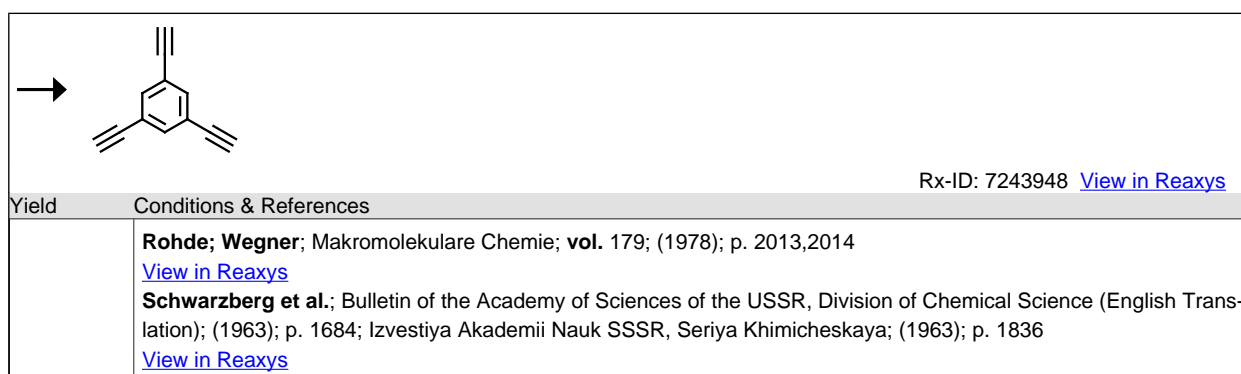 Rx-ID: 7243948 View in Reaxys
Yield Conditions & References
Rohde; Wegner; Makromolekulare Chemie; vol. 179; (1978); p. 2013,2014
View in Reaxys
Schwarzberg et al.; Bulletin of the Academy of Sciences of the USSR, Division of Chemical Science (English Trans-
lation); (1963); p. 1684; Izvestiya Akademii Nauk SSSR, Seriya Khimicheskaya; (1963); p. 1836
View in Reaxys